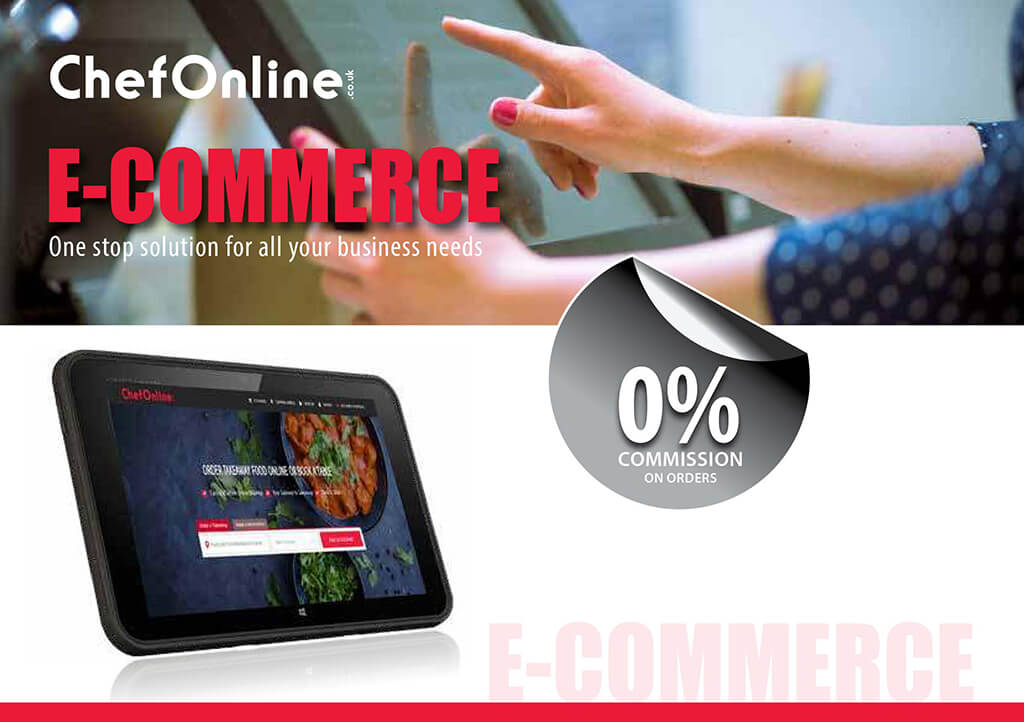 ChefOnline.co.uk
E-COMMERCE
One stop solution for all your business needs
0%
COMMISSION
ON ORDERS
ChefOnline
ORDER TAKEAWAY FOOD ONLINE OR BOOK A TABLE
E-COMMERCE